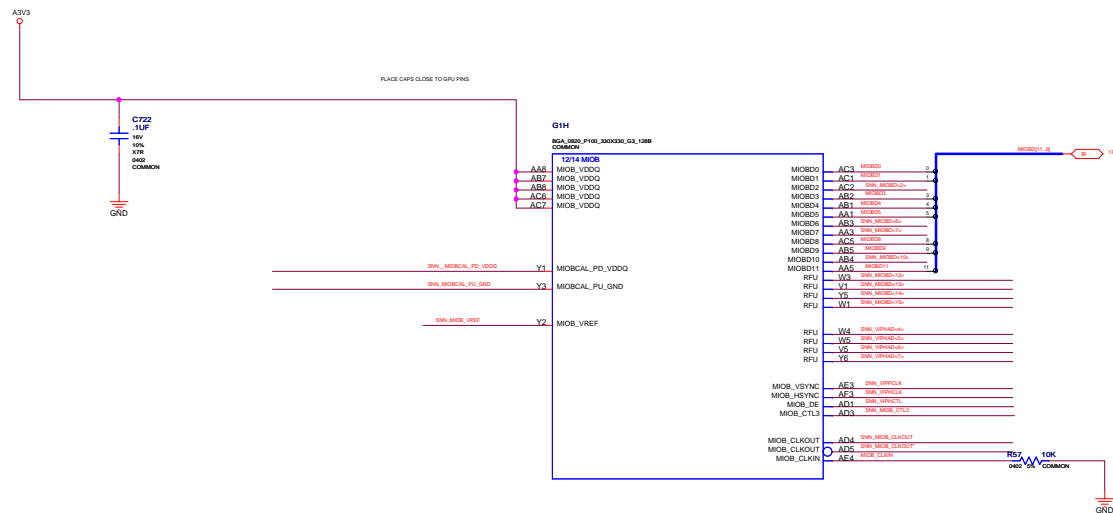 A3V3
PLACE CAPS CLOSE TO GPU PINS
C722
.1UF
16V
10%
X7R
0402
COMMON
GND
G1H
BGA_0820_P100_330X330_G3_128B
COMMON
12/14 MIOB
AA8 MIOB_VDDQ
AB7 MIOB_VDDQ
AB8 MIOB_VDDQ
AC6 MIOB_VDDQ
AC7 MIOB_VDDQ
SNN__MIOBCAL_PD_VDDQ Y1 MIOBCAL_PD_VDDQ
SNN_MIOBCAL_PU_GND Y3 MIOBCAL_PU_GND
SNN_MIOB_VREF Y2 MIOB_VREF
MIOBD[11..0] BI
MIOBD0 AC3 MIOBD0 0
MIOBD1 AC1 MIOBD1 1
MIOBD2 AC2 SNN_MIOBD<2>
MIOBD3 AB2 MIOBD3 3
MIOBD4 AB1 MIOBD4 4
MIOBD5 AA1 MIOBD5 5
MIOBD6 AB3 SNN_MIOBD<6>
MIOBD7 AA3 SNN_MIOBD<7>
MIOBD8 AC5 MIOBD8 8
MIOBD9 AB5 MIOBD9 9
MIOBD10 AB4 SNN_MIOBD<10>
MIOBD11 AA5 MIOBD11 11
RFU W3 SNN_MIOBD<12>
RFU V1 SNN_MIOBD<13>
RFU Y5 SNN_MIOBD<14>
RFU W1 SNN_MIOBD<15>
RFU W4 SNN_VIPHAD<4>
RFU W5 SNN_VIPHAD<5>
RFU V5 SNN_VIPHAD<6>
RFU Y6 SNN_VIPHAD<7>
MIOB_VSYNC AE3 SNN_VIPPCLK
MIOB_HSYNC AF3 SNN_VIPHCLK
MIOB_DE AD1 SNN_VIPHCTL
MIOB_CTL3 AD3 SNN_MIOB_CTL3
MIOB_CLKOUT AD4 SNN_MIOB_CLKOUT
MIOB_CLKOUT AD5 SNN_MIOB_CLKOUT*
MIOB_CLKIN AE4 MIOB_CLKIN
R57 10K
0402 5% COMMON
GND